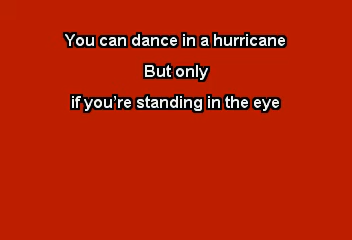 You can dance in a hurricane
But only
if you’re standing in the eye